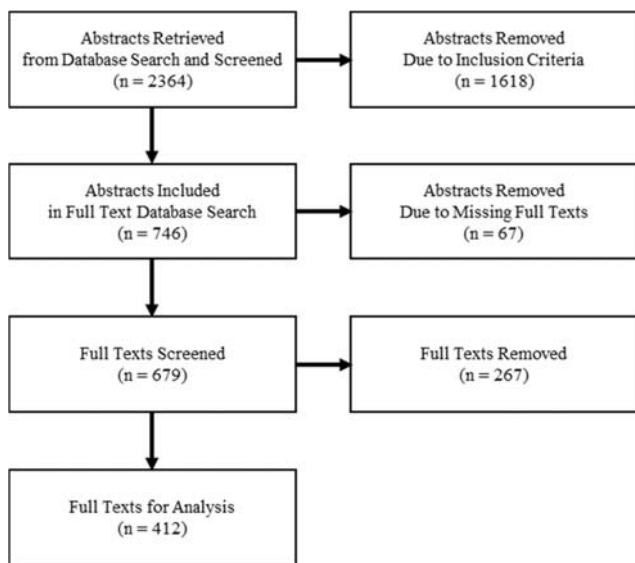 Abstracts Retrieved
from Database Search and Screened
(n = 2364)
Abstracts Removed
Due to Inclusion Criteria
(n = 1618)
Abstracts Included
in Full Text Database Search
(n = 746)
Abstracts Removed
Due to Missing Full Texts
(n = 67)
Full Texts Screened
(n = 679)
Full Texts Removed
(n = 267)
Full Texts for Analysis
(n = 412)